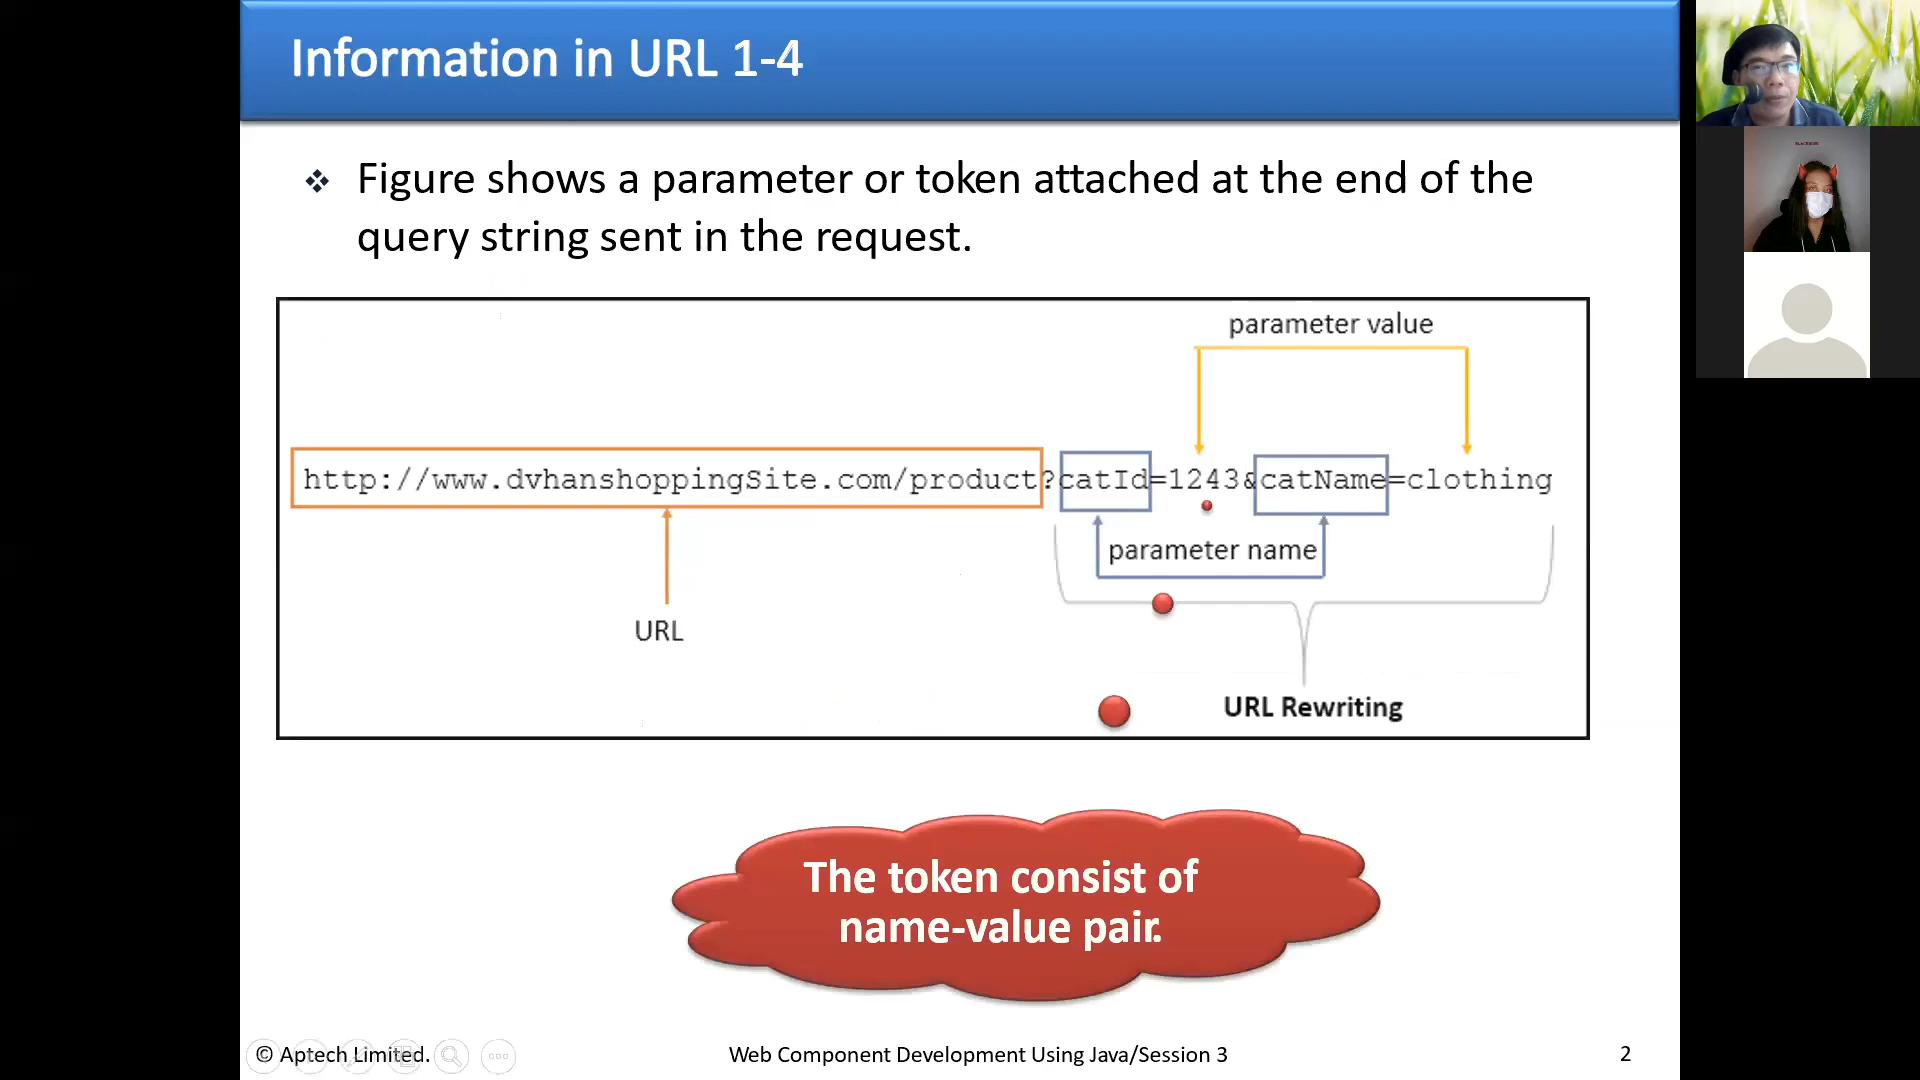 Information in URL 1-4
Figure shows a parameter or token attached at the end of the
query string sent in the request.
parameter value
http://www.dvhanshoppingSite.com/product?catId=1243&catName=clothing
parameter name
URL
URL Rewriting
The token consist of
name-value pair.
© Aptech Limited.
Web Component Development Using Java/Session 3
2